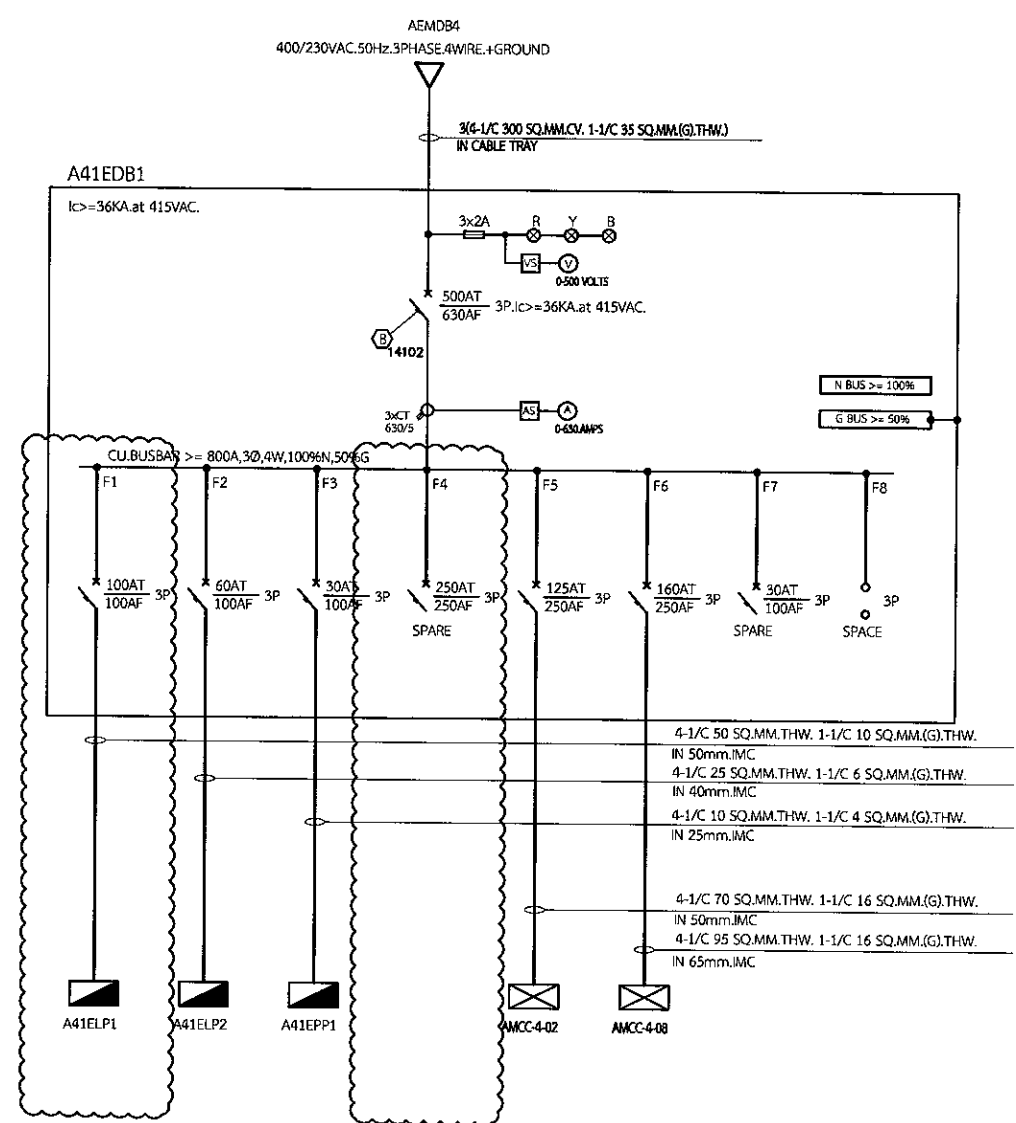 AEMDB4
400/230VAC.50Hz.3PHASE.4WIRE.+GROUND
3(4-1/C 300 SQ.MM.CV. 1-1/C 35 SQ.MM.(G).THW.)
IN CABLE TRAY
A41EDB1
Ic>=36KA.at 415VAC.
3x2A
R Y B
VS V
0-500 VOLTS
500AT
630AF
3P.Ic>=36KA.at 415VAC.
B
14102
N BUS >= 100%
G BUS >= 50%
3xCT
630/5
AS A
0-630.AMPS
CU.BUSBAR >= 800A,3Ø,4W,100%N,50%G
F1 F2 F3 F4 F5 F6 F7 F8
100AT
100AF
3P
60AT
100AF
3P
30AT
100AF
3P
250AT
250AF
3P
SPARE
125AT
250AF
3P
160AT
250AF
3P
30AT
100AF
3P
SPARE
3P
SPACE
4-1/C 50 SQ.MM.THW. 1-1/C 10 SQ.MM.(G).THW.
IN 50mm.IMC
4-1/C 25 SQ.MM.THW. 1-1/C 6 SQ.MM.(G).THW.
IN 40mm.IMC
4-1/C 10 SQ.MM.THW. 1-1/C 4 SQ.MM.(G).THW.
IN 25mm.IMC
4-1/C 70 SQ.MM.THW. 1-1/C 16 SQ.MM.(G).THW.
IN 50mm.IMC
4-1/C 95 SQ.MM.THW. 1-1/C 16 SQ.MM.(G).THW.
IN 65mm.IMC
A41ELP1
A41ELP2
A41EPP1
AMCC-4-02
AMCC-4-08